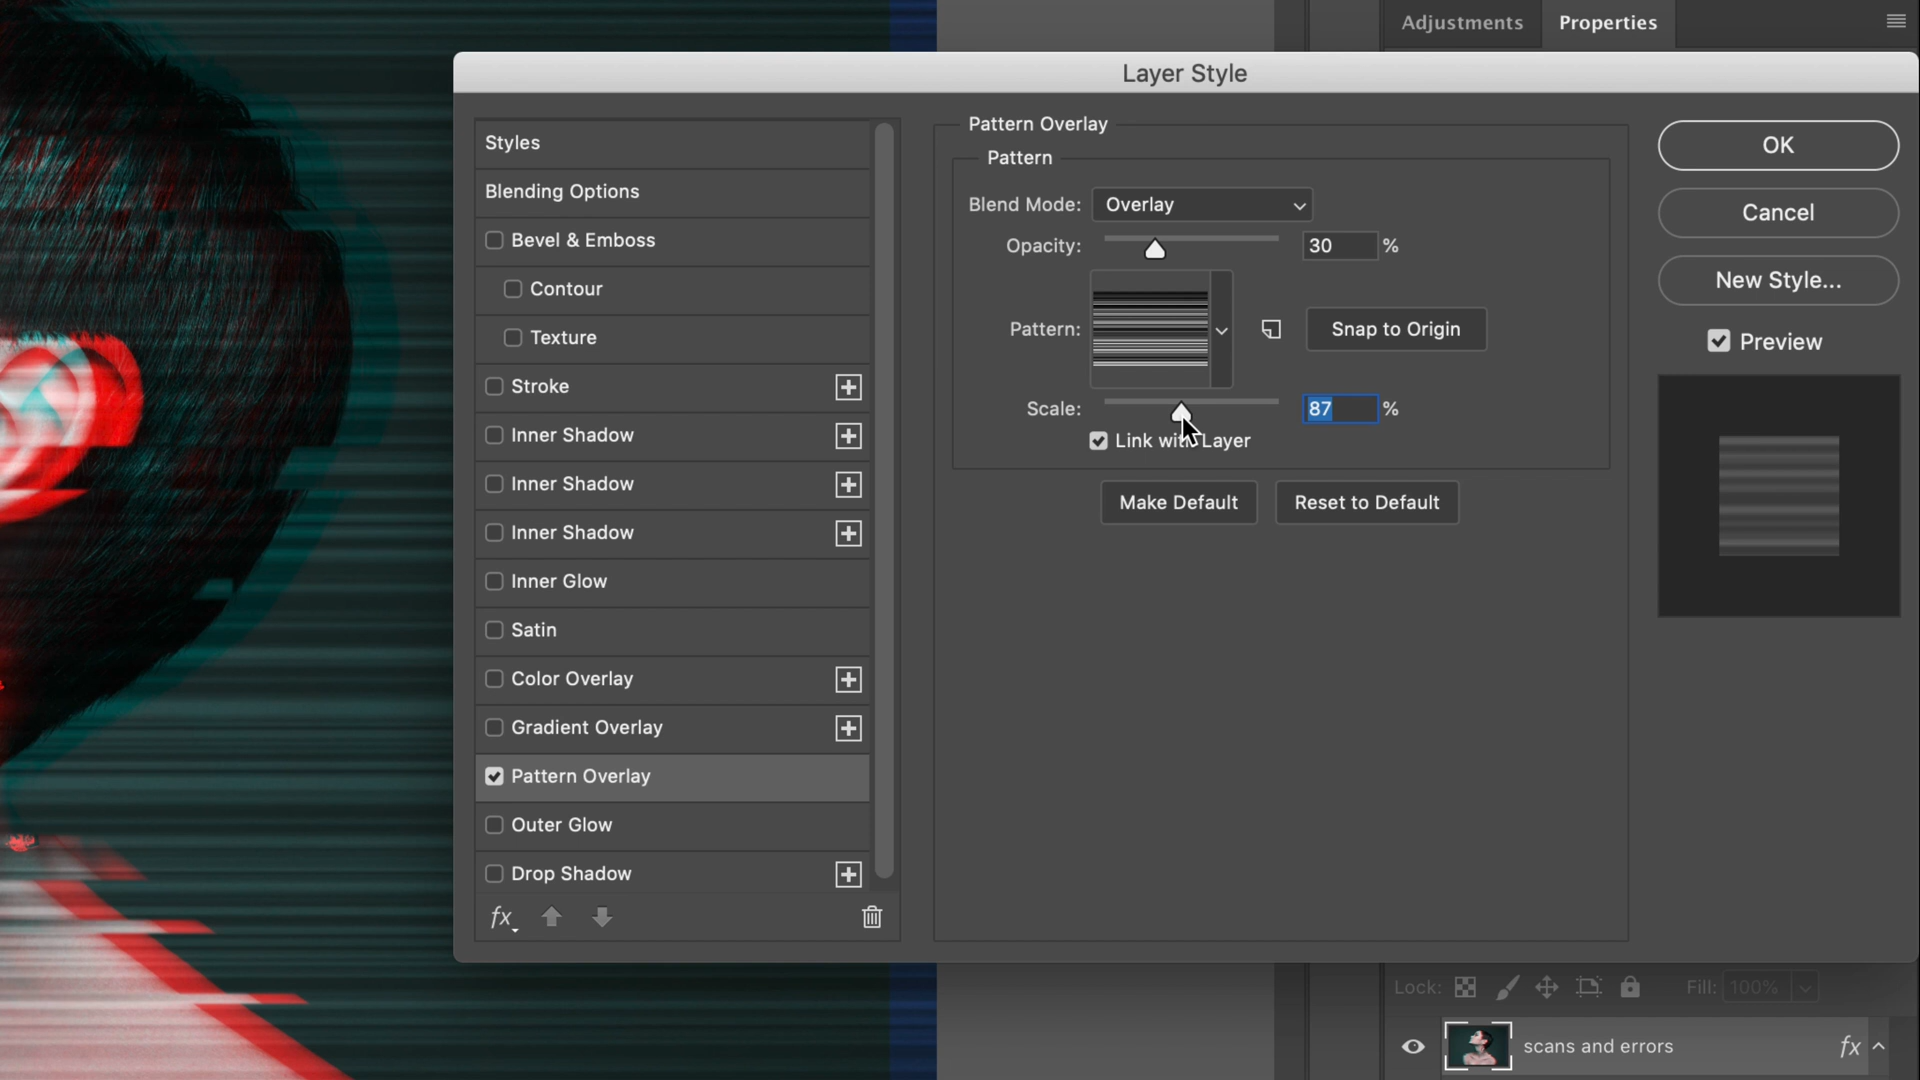 Adjustments Properties
Layer Style
Styles
Blending Options
Bevel & Emboss
Contour
Texture
Stroke
Inner Shadow
Inner Shadow
Inner Shadow
Inner Glow
Satin
Color Overlay
Gradient Overlay
Pattern Overlay
Outer Glow
Drop Shadow
fx
Pattern Overlay
Pattern
Blend Mode: Overlay
Opacity: 30 %
Pattern: Snap to Origin
Scale: 87 %
Link with Layer
Make Default Reset to Default
OK
Cancel
New Style...
Preview
Lock: Fill: 100%
scans and errors fx